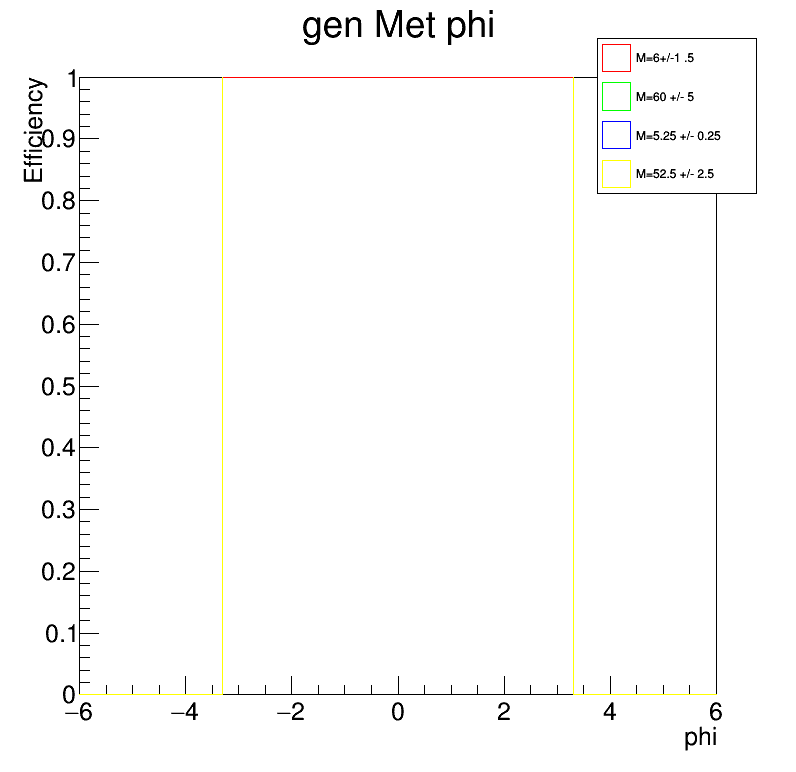 gen Met phi
M=6+/-1 .5
M=60 +/- 5
M=5.25 +/- 0.25
M=52.5 +/- 2.5
Efficiency
1
0.9
0.8
0.7
0.6
0.5
0.4
0.3
0.2
0.1
0
−6 −4 −2 0 2 4 6
phi